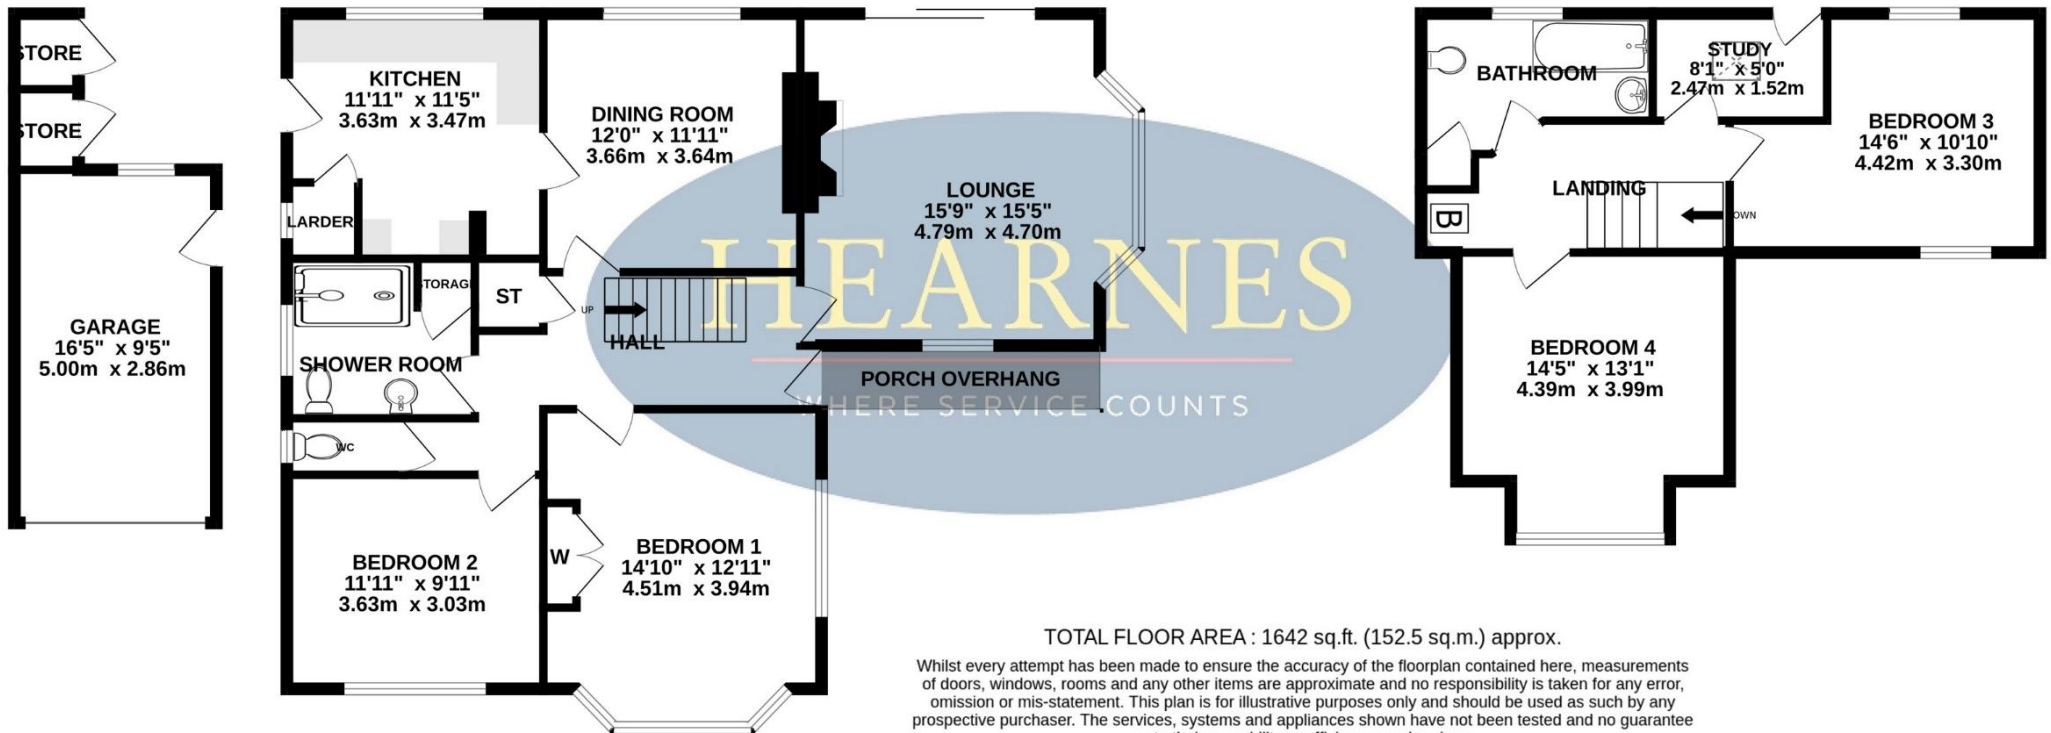 STORE
STORE
GARAGE
16'5" x 9'5"
5.00m x 2.86m
KITCHEN
11'11" x 11'5"
3.63m x 3.47m
DINING ROOM
12'0" x 11'11"
3.66m x 3.64m
LARDER
LOUNGE
15'9" x 15'5"
4.79m x 4.70m
STORAGE
ST
UP
HALL
SHOWER ROOM
PORCH OVERHANG
WC
BEDROOM 2
11'11" x 9'11"
3.63m x 3.03m
W
BEDROOM 1
14'10" x 12'11"
4.51m x 3.94m
HEARNES
WHERE SERVICE COUNTS
BATHROOM
STUDY
8'1" x 5'0"
2.47m x 1.52m
BEDROOM 3
14'6" x 10'10"
4.42m x 3.30m
LANDING
B
DOWN
BEDROOM 4
14'5" x 13'1"
4.39m x 3.99m
TOTAL FLOOR AREA : 1642 sq.ft. (152.5 sq.m.) approx.
Whilst every attempt has been made to ensure the accuracy of the floorplan contained here, measurements
of doors, windows, rooms and any other items are approximate and no responsibility is taken for any error,
omission or mis-statement. This plan is for illustrative purposes only and should be used as such by any
prospective purchaser. The services, systems and appliances shown have not been tested and no guarantee